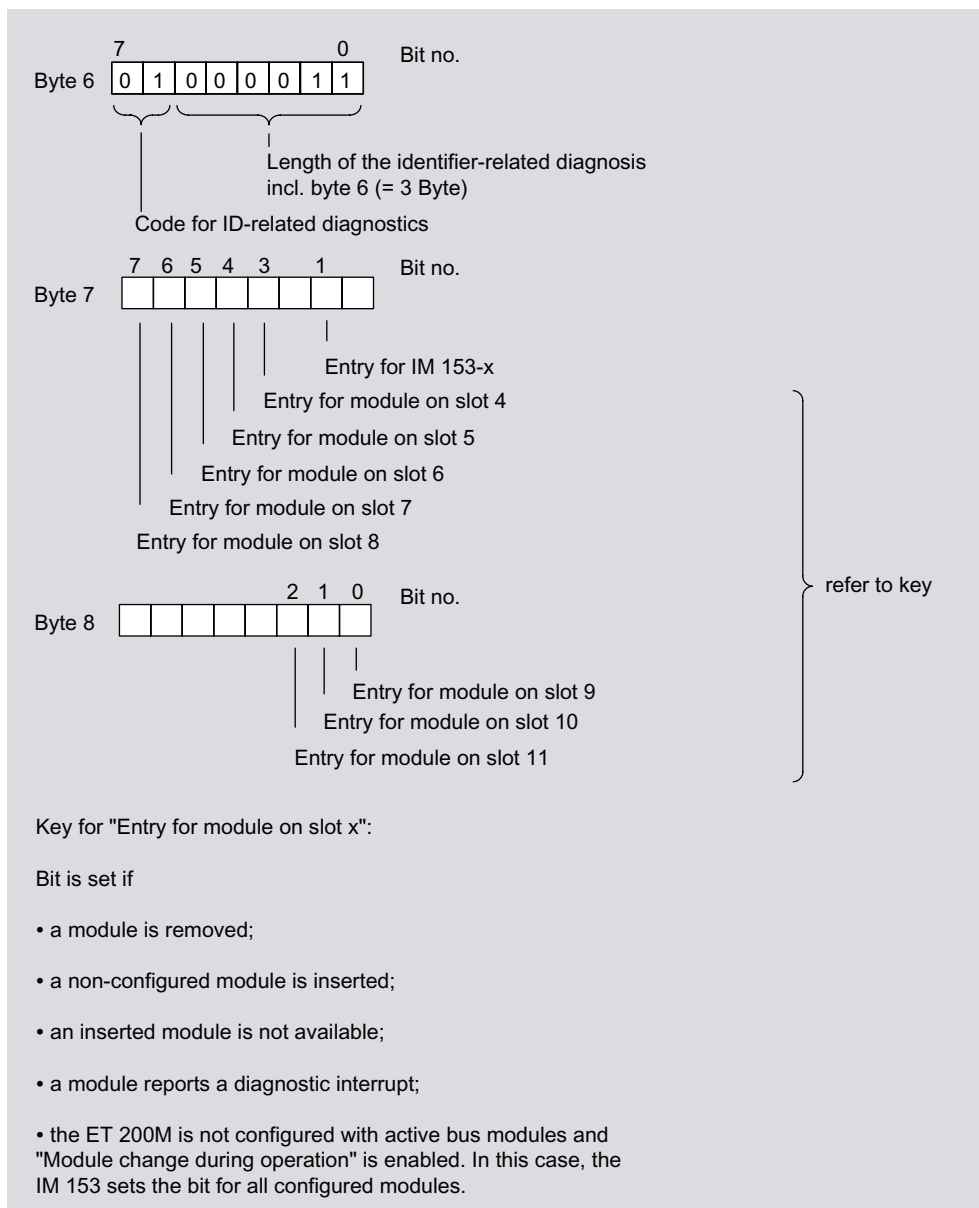 7 0 Bit no.
Byte 6 0 1 0 0 0 0 1 1
Length of the identifier-related diagnosis
incl. byte 6 (= 3 Byte)
Code for ID-related diagnostics
7 6 5 4 3 1 Bit no.
Byte 7
Entry for IM 153-x
Entry for module on slot 4
Entry for module on slot 5
Entry for module on slot 6
Entry for module on slot 7
Entry for module on slot 8
refer to key
2 1 0 Bit no.
Byte 8
Entry for module on slot 9
Entry for module on slot 10
Entry for module on slot 11
Key for "Entry for module on slot x":
Bit is set if
• a module is removed;
• a non-configured module is inserted;
• an inserted module is not available;
• a module reports a diagnostic interrupt;
• the ET 200M is not configured with active bus modules and
"Module change during operation" is enabled. In this case, the
IM 153 sets the bit for all configured modules.